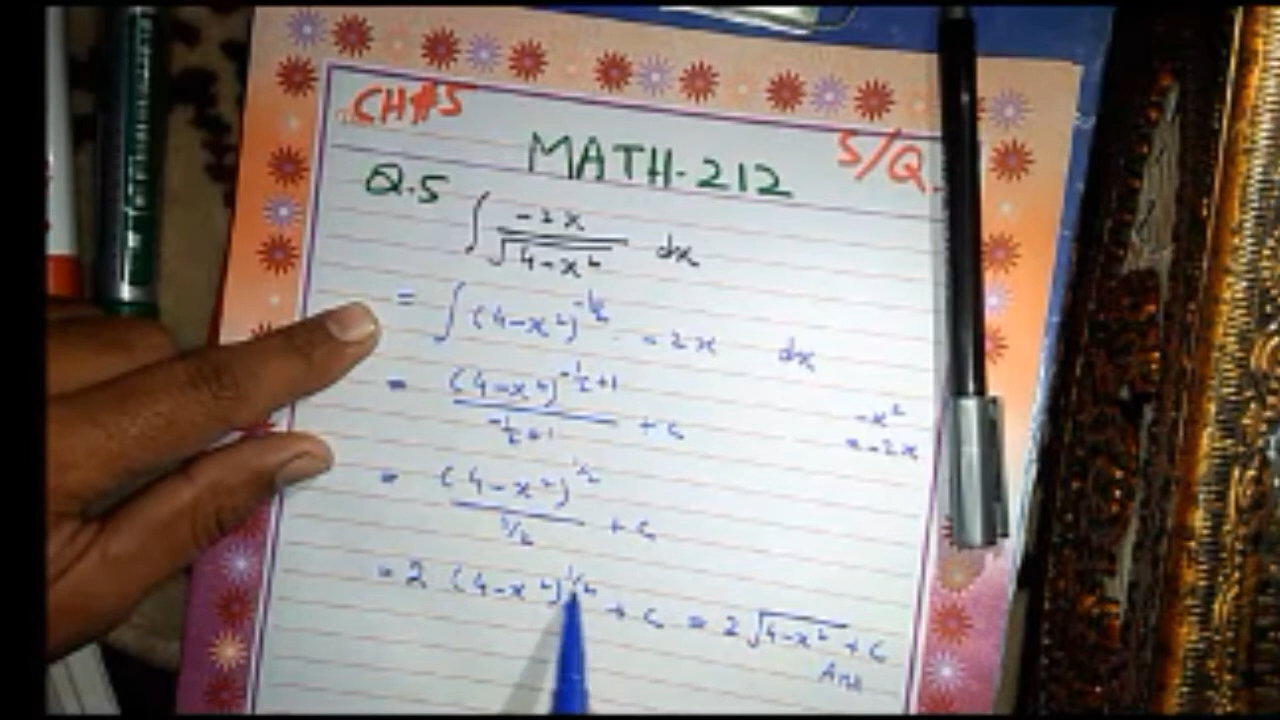 CH#5
MATH-212
S/Q.
Q.5 ∫ -2x / √(4-x²) dx
= ∫ (4-x²)^(-1/2) . -2x dx
= (4-x²)^(-1/2+1) / (-1/2+1) + c
-x²
= -2x
= (4-x²)^(1/2) / (1/2) + c
= 2 (4-x²)^(1/2) + c = 2 √(4-x²) + c
Ans